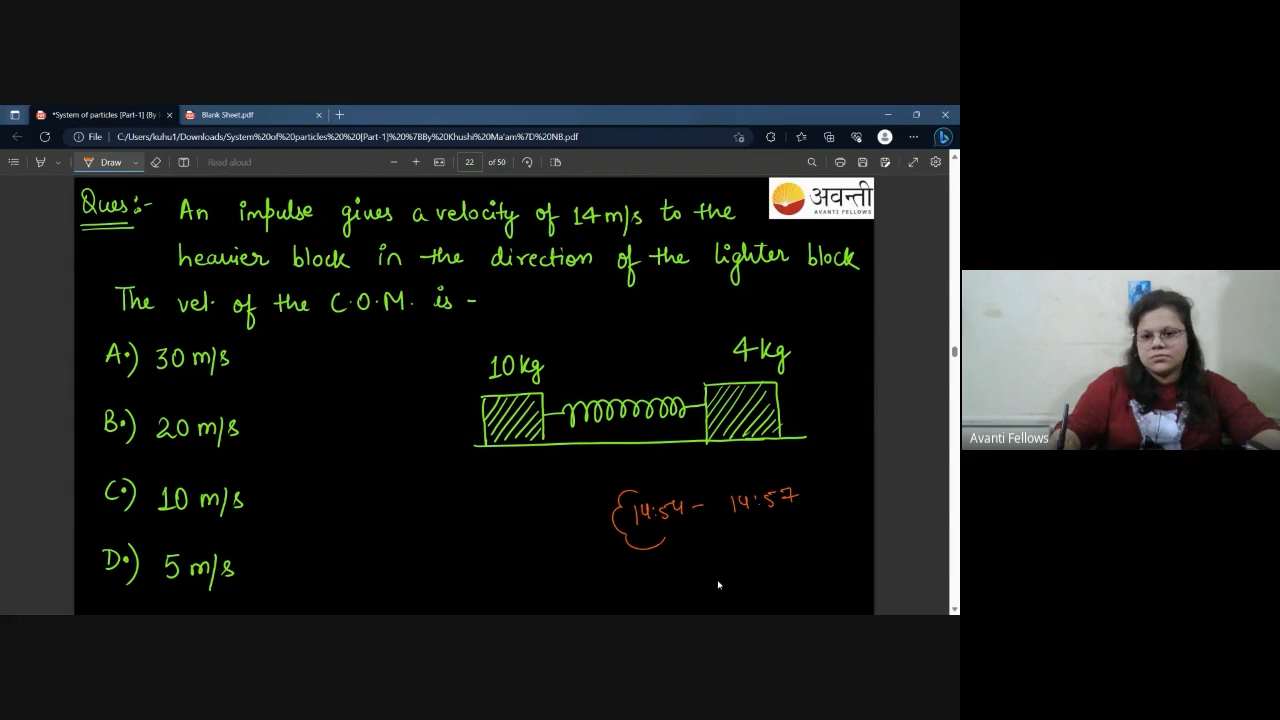 *System of particles [Part-1] (By
Blank Sheet.pdf
File
C:/Users/kuhu1/Downloads/System%20of%20particles%20%20[Part-1]%20%7BBy%20Khushi%20Ma'am%7D%20NB.pdf
Draw
Read aloud
22
of 50
Ques:-
An impulse gives a velocity of 14 m/s to the
heavier block in the direction of the lighter block
The vel. of the C.O.M. is -
अवन्ती
AVANTI FELLOWS
A.) 30 m/s
B.) 20 m/s
C.) 10 m/s
D.) 5 m/s
10 kg
4 kg
14:54 - 14:57
Avanti Fellows